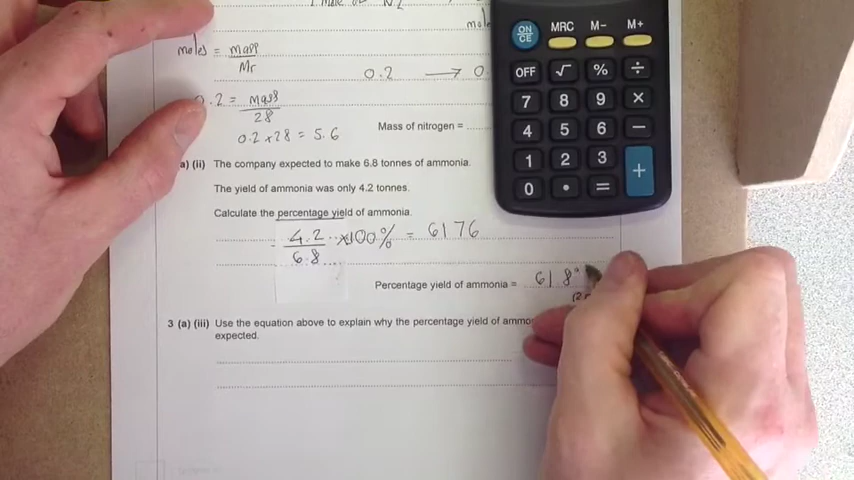 moles
moles = mass
Mr
0.2 → 0.
0.2 = mass
28
0.2 x 28 = 5.6
Mass of nitrogen =
a) (ii) The company expected to make 6.8 tonnes of ammonia.
The yield of ammonia was only 4.2 tonnes.
Calculate the percentage yield of ammonia.
= 4.2 x 100% = 6176
6.8
Percentage yield of ammonia = 61 8
3 (a) (iii) Use the equation above to explain why the percentage yield of ammo
expected.
ON
CE
MRC M- M+
OFF √ % ÷
7 8 9 ×
4 5 6 −
1 2 3 +
0 • =